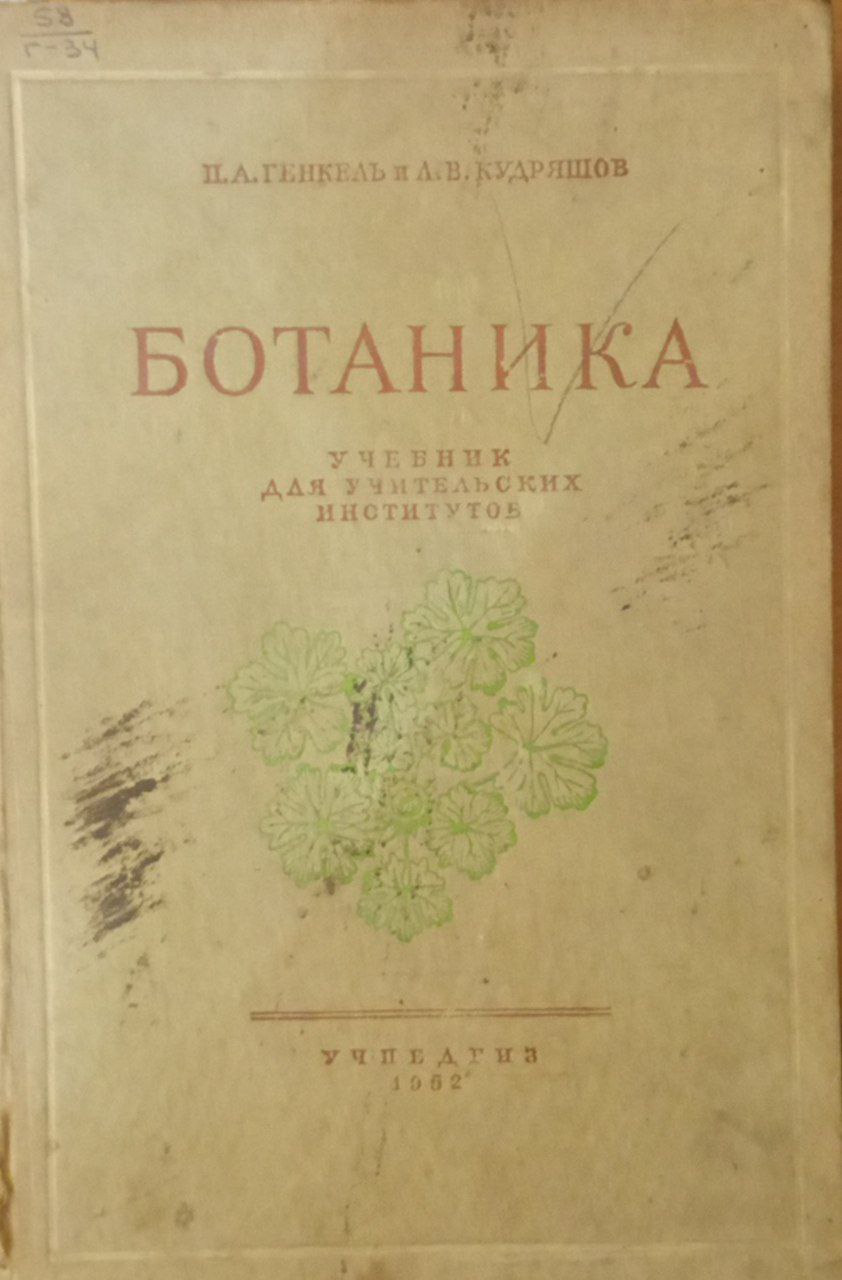 58
Г-34
П.А.ГЕНКЕЛЬ и Л.В.КУДРЯШОВ
БОТАНИКА
УЧЕБНИК
ДЛЯ УЧИТЕЛЬСКИХ
ИНСТИТУТОВ
УЧПЕДГИЗ
1952